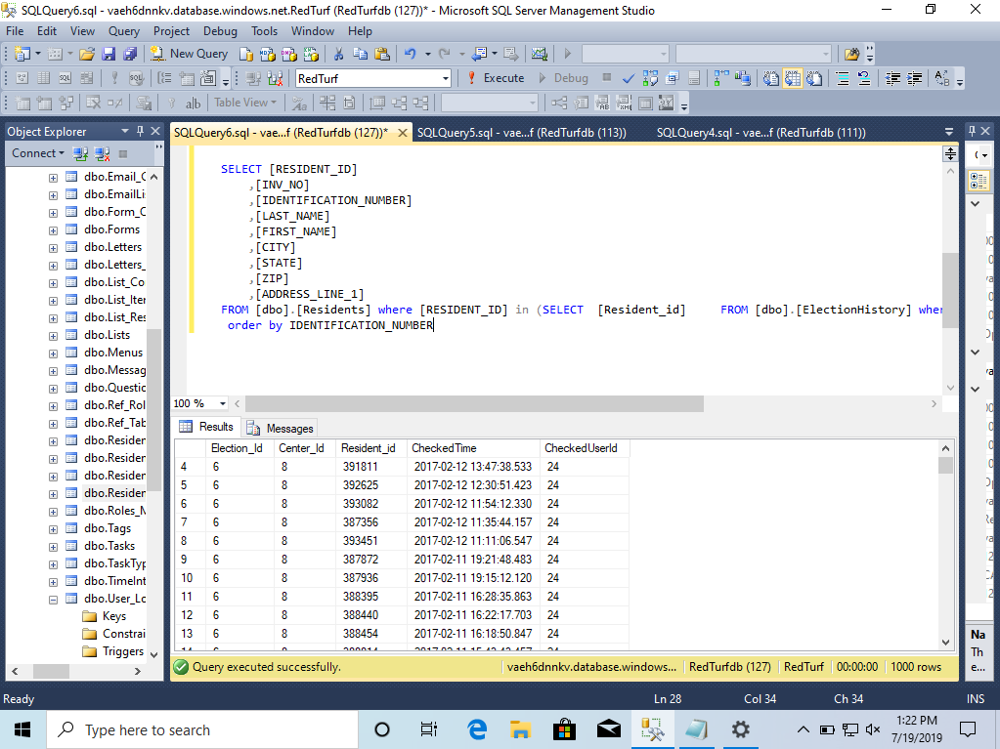 SQLQuery6.sql - vaeh6dnnkv.database.windows.net.RedTurf (RedTurfdb (127))* - Microsoft SQL Server Management Studio
File Edit View Query Project Debug Tools Window Help
New Query
RedTurf Execute Debug
Table View
Object Explorer
SQLQuery6.sql - vae...f (RedTurfdb (127))* SQLQuery5.sql - vae...f (RedTurfdb (113)) SQLQuery4.sql - vae...f (RedTurfdb (111))
Connect
dbo.Email_C
dbo.EmailLi
dbo.Form_C
dbo.Forms
dbo.Letters
dbo.Letters_
dbo.List_Co
dbo.List_Iter
dbo.List_Res
dbo.Lists
dbo.Menus
dbo.Messag
dbo.Questic
dbo.Ref_Rol
dbo.Ref_Tab
dbo.Resider
dbo.Resider
dbo.Resider
dbo.Resider
dbo.Roles_M
dbo.Tags
dbo.Tasks
dbo.TaskTyp
dbo.TimeInt
dbo.User_Lo
Keys
Constrai
Triggers
SELECT [RESIDENT_ID]
,[INV_NO]
,[IDENTIFICATION_NUMBER]
,[LAST_NAME]
,[FIRST_NAME]
,[CITY]
,[STATE]
,[ZIP]
,[ADDRESS_LINE_1]
FROM [dbo].[Residents] where [RESIDENT_ID] in (SELECT [Resident_id] FROM [dbo].[ElectionHistory] wher
order by IDENTIFICATION_NUMBER
100 %
Results Messages
Election_Id Center_Id Resident_id CheckedTime CheckedUserId
4 6 8 391811 2017-02-12 13:47:38.533 24
5 6 8 392625 2017-02-12 12:30:51.423 24
6 6 8 393082 2017-02-12 11:54:12.330 24
7 6 8 387356 2017-02-12 11:35:44.157 24
8 6 8 393451 2017-02-12 11:11:06.547 24
9 6 8 387872 2017-02-11 19:21:48.483 24
10 6 8 387936 2017-02-11 19:15:12.120 24
11 6 8 388395 2017-02-11 16:28:35.863 24
12 6 8 388440 2017-02-11 16:22:17.703 24
13 6 8 388454 2017-02-11 16:18:50.847 24
Query executed successfully. vaeh6dnnkv.database.windows... RedTurfdb (127) RedTurf 00:00:00 1000 rows
Na
Th
e...
Ready Ln 28 Col 34 Ch 34 INS
Type here to search
1:22 PM
7/19/2019